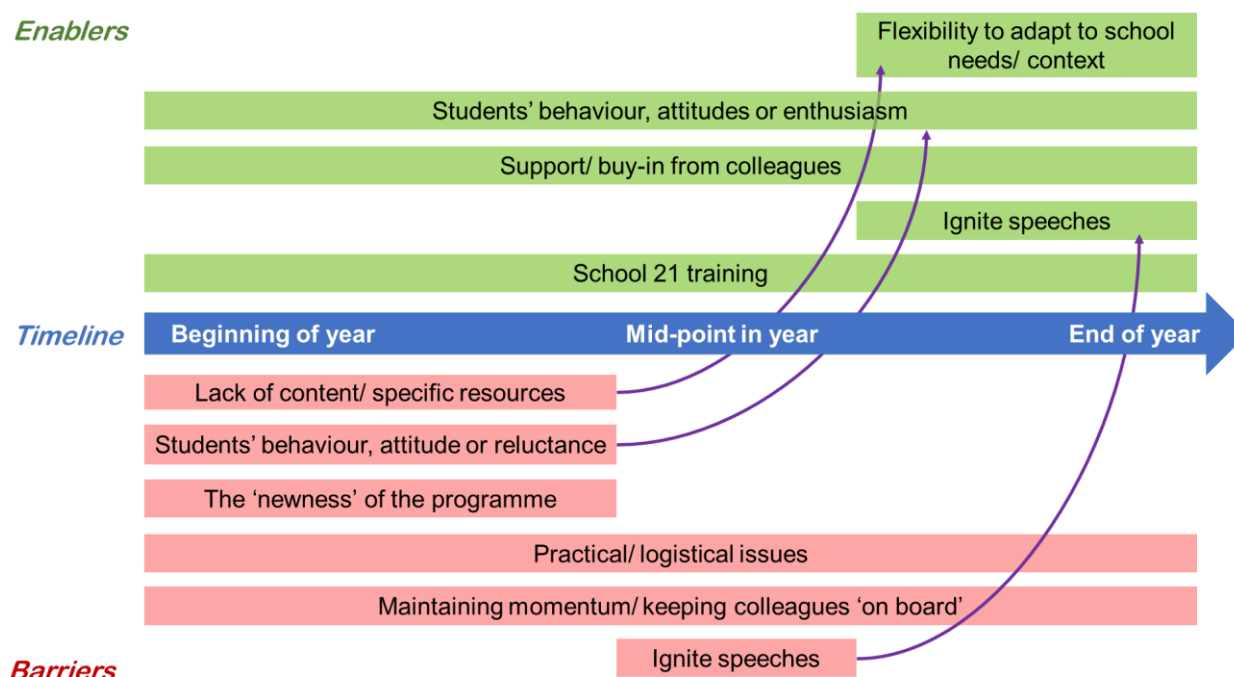 Enablers
Flexibility to adapt to school
needs/ context
Students’ behaviour, attitudes or enthusiasm
Support/ buy-in from colleagues
Ignite speeches
School 21 training
Timeline
Beginning of year
Mid-point in year
End of year
Lack of content/ specific resources
Students’ behaviour, attitude or reluctance
The ‘newness’ of the programme
Practical/ logistical issues
Maintaining momentum/ keeping colleagues ‘on board’
Ignite speeches
Barriers